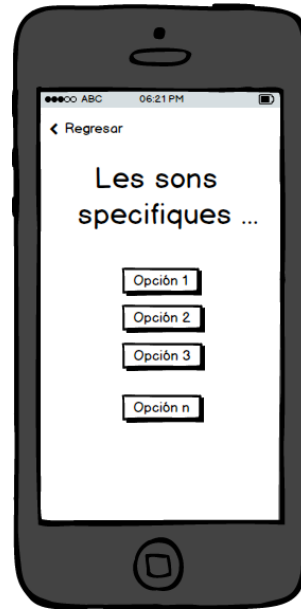 ABC 06:21 PM
< Regresar
Les sons
specifiques ...
Opción 1
Opción 2
Opción 3
Opción n